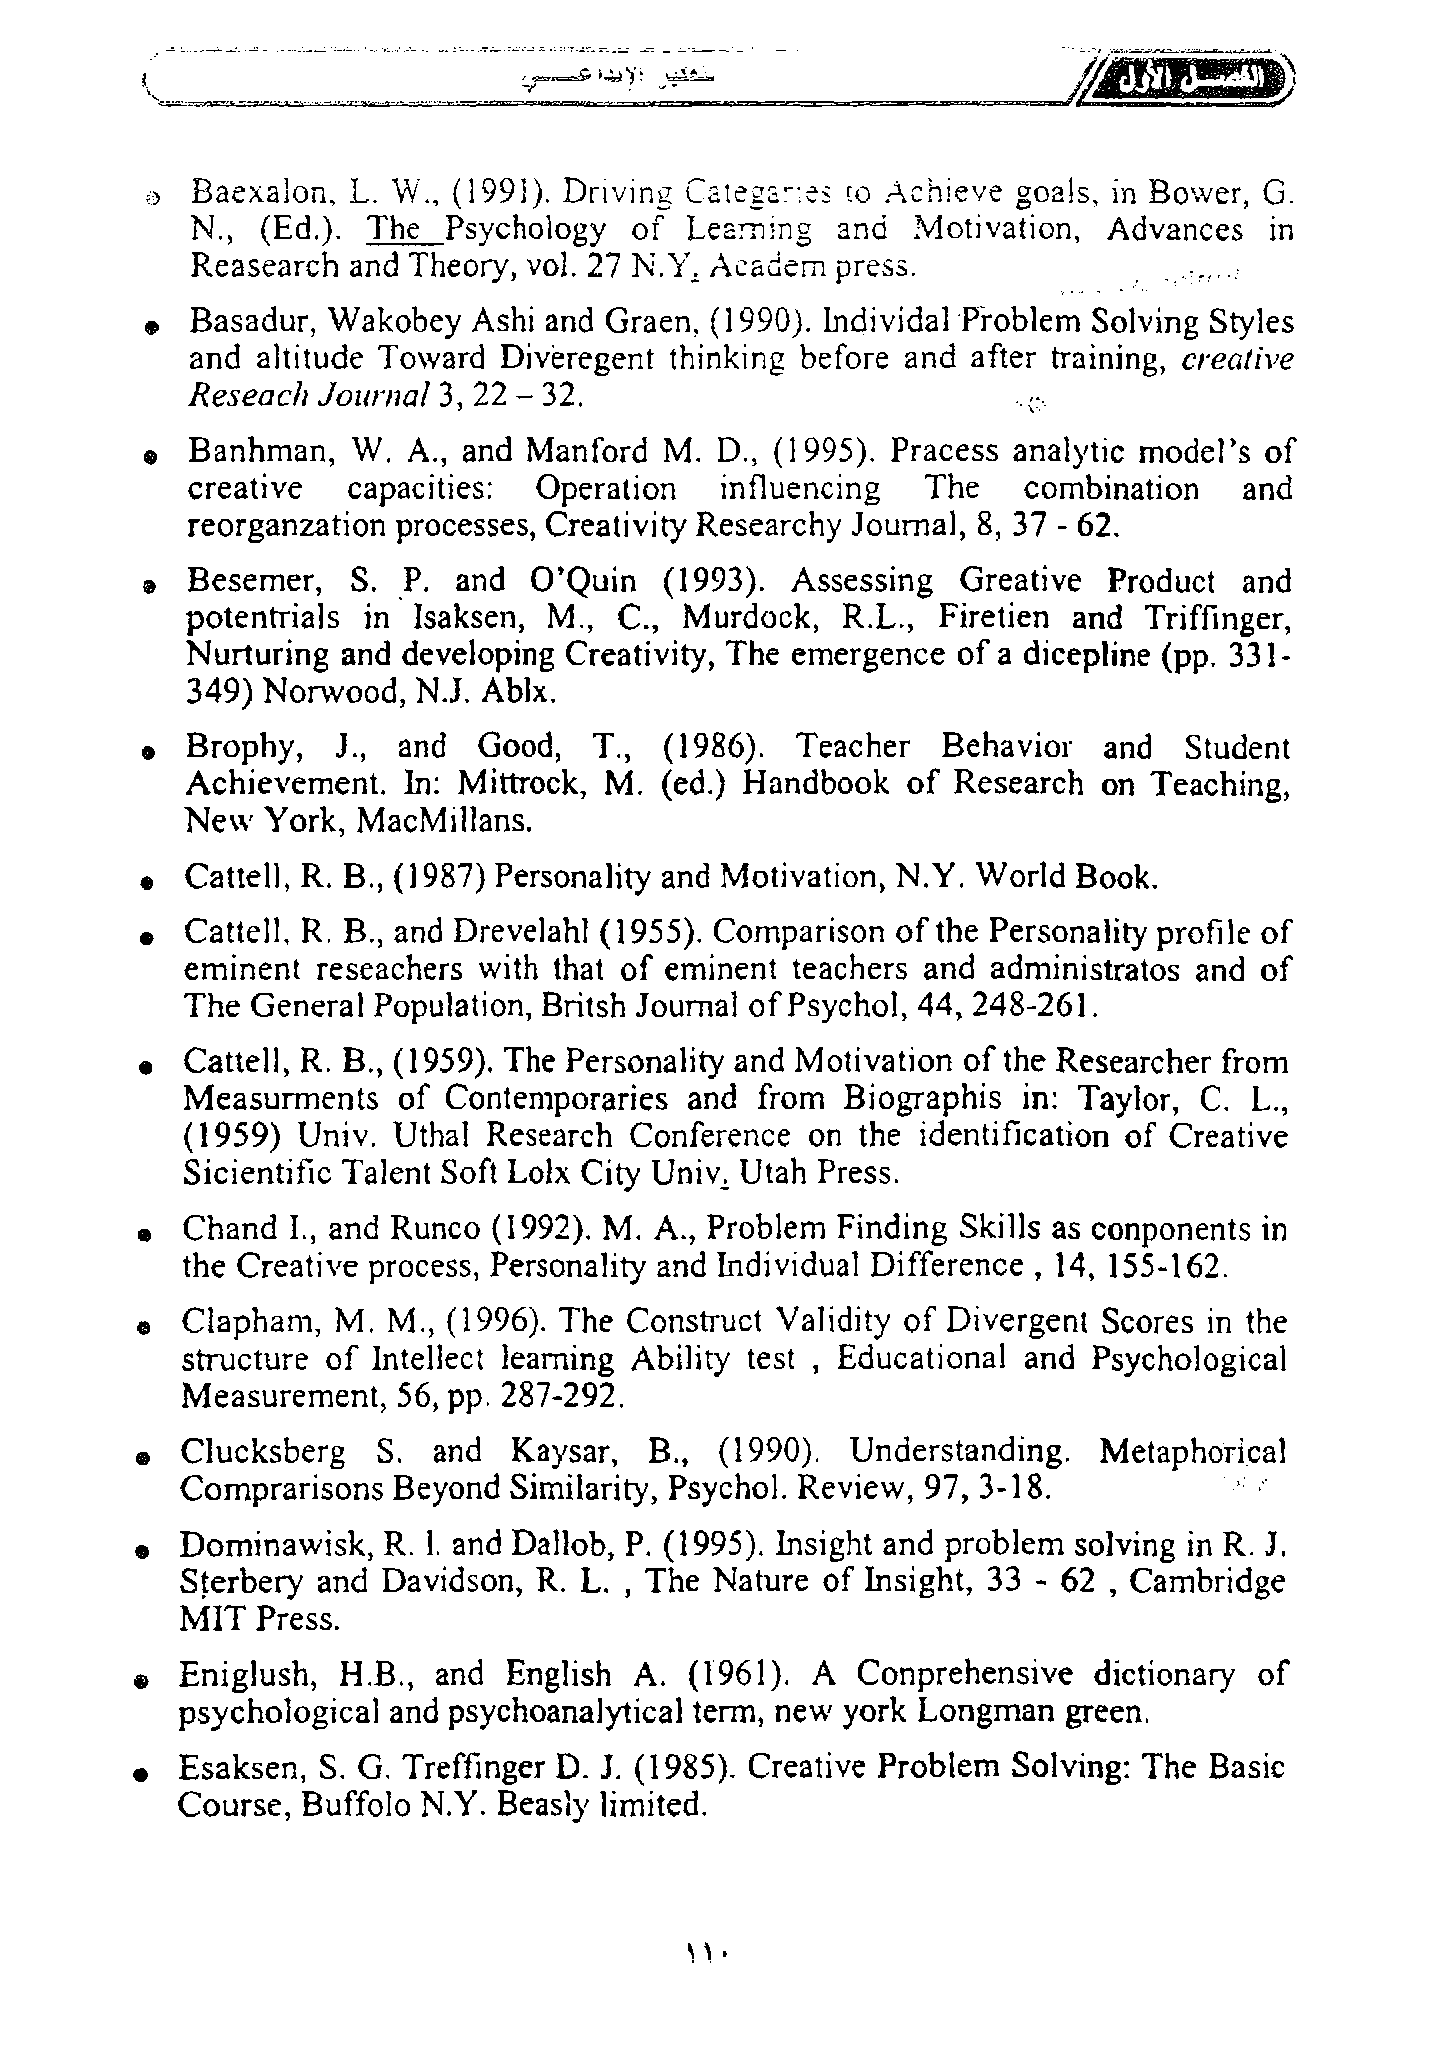 الفصل الأول
التفكير الإبداعي
Baexalon, L. W., (1991). Driving Categaries to Achieve goals, in Bower, G.
N., (Ed.). The Psychology of Learning and Motivation, Advances in
Reasearch and Theory, vol. 27 N.Y. Academ press.
• Basadur, Wakobey Ashi and Graen, (1990). Individal Problem Solving Styles
and altitude Toward Diveregent thinking before and after training, creative
Reseach Journal 3, 22 – 32.
• Banhman, W. A., and Manford M. D., (1995). Pracess analytic model's of
creative capacities: Operation influencing The combination and
reorganzation processes, Creativity Researchy Journal, 8, 37 - 62.
• Besemer, S. P. and O'Quin (1993). Assessing Greative Product and
potentrials in Isaksen, M., C., Murdock, R.L., Firetien and Triffinger,
Nurturing and developing Creativity, The emergence of a dicepline (pp. 331-
349) Norwood, N.J. Ablx.
• Brophy, J., and Good, T., (1986). Teacher Behavior and Student
Achievement. In: Mittrock, M. (ed.) Handbook of Research on Teaching,
New York, MacMillans.
• Cattell, R. B., (1987) Personality and Motivation, N.Y. World Book.
• Cattell, R. B., and Drevelahl (1955). Comparison of the Personality profile of
eminent reseachers with that of eminent teachers and administratos and of
The General Population, Britsh Journal of Psychol, 44, 248-261.
• Cattell, R. B., (1959). The Personality and Motivation of the Researcher from
Measurments of Contemporaries and from Biographis in: Taylor, C. L.,
(1959) Univ. Uthal Research Conference on the identification of Creative
Sicientific Talent Soft Lolx City Univ. Utah Press.
• Chand I., and Runco (1992). M. A., Problem Finding Skills as conponents in
the Creative process, Personality and Individual Difference , 14, 155-162.
• Clapham, M. M., (1996). The Construct Validity of Divergent Scores in the
structure of Intellect learning Ability test , Educational and Psychological
Measurement, 56, pp. 287-292.
• Clucksberg S. and Kaysar, B., (1990). Understanding. Metaphorical
Comprarisons Beyond Similarity, Psychol. Review, 97, 3-18.
• Dominawisk, R. l. and Dallob, P. (1995). Insight and problem solving in R. J.
Sterbery and Davidson, R. L. , The Nature of Insight, 33 - 62 , Cambridge
MIT Press.
• Eniglush, H.B., and English A. (1961). A Conprehensive dictionary of
psychological and psychoanalytical term, new york Longman green.
• Esaksen, S. G. Treffinger D. J. (1985). Creative Problem Solving: The Basic
Course, Buffolo N.Y. Beasly limited.
١١٠